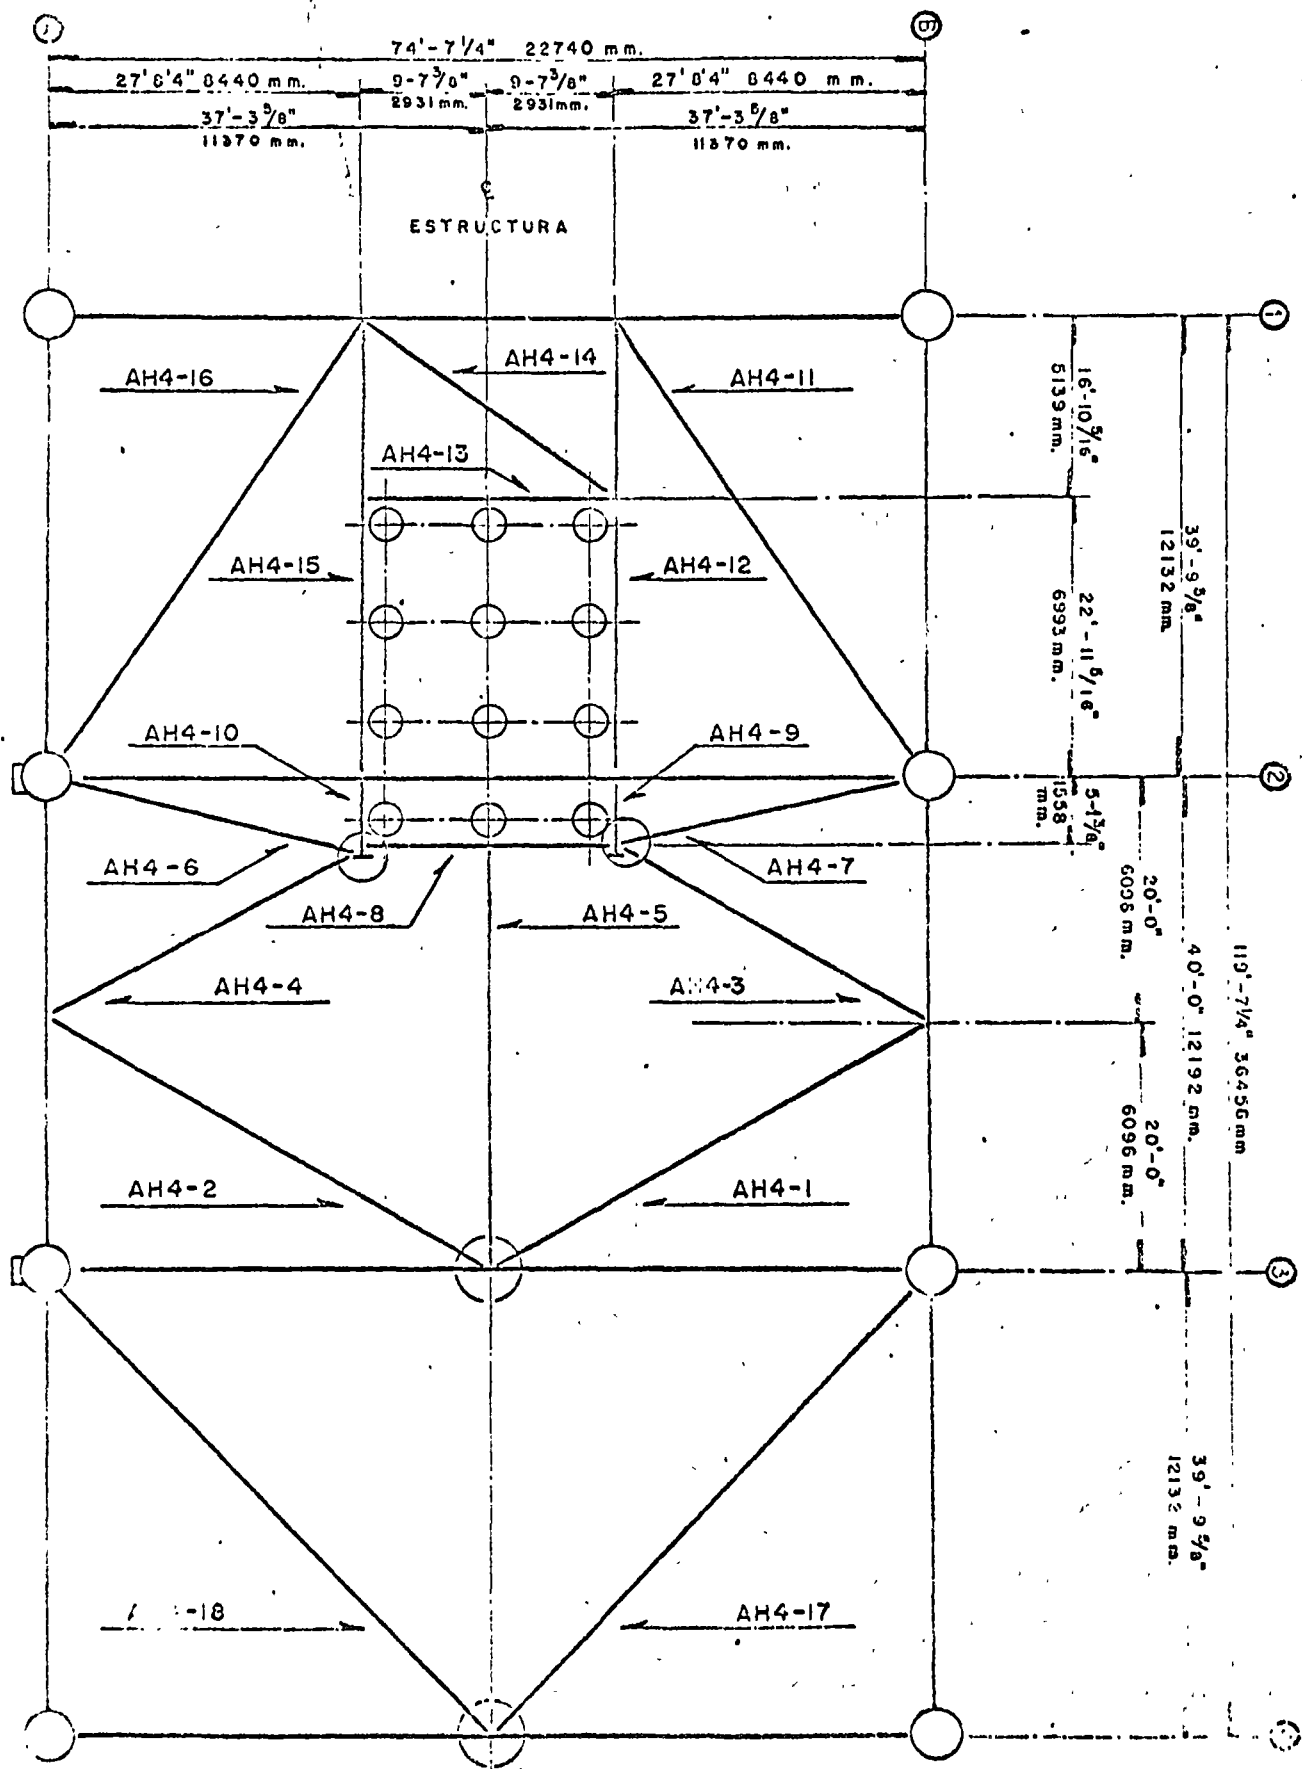 B
74'-7 1/4" 22740 mm.
27' 8'4" 8440 mm.
9-7 3/8"
9-7 3/8"
27' 8'4" 8440 mm.
2931 mm.
2931mm.
37'-3 5/8"
37'-3 5/8"
11370 mm.
11370 mm.
ESTRUCTURA
1
AH4-14
AH4-16
AH4-11
16'-10 5/16"
5139 mm.
AH4-13
39'-9 5/8"
12132 mm.
AH4-15
AH4-12
22'-11 5/16"
6993 mm.
AH4-10
AH4-9
2
5-1 3/8"
1558
mm.
AH4-6
AH4-7
AH4-8
AH4-5
20'-0"
6096 mm.
40'-0" 12192 mm.
119'-7 1/4" 36456 mm
AH4-4
4-3
20'-0"
6096 mm.
AH4-2
AH4-1
3
39'-9 5/8"
12132 mm.
-18
AH4-17